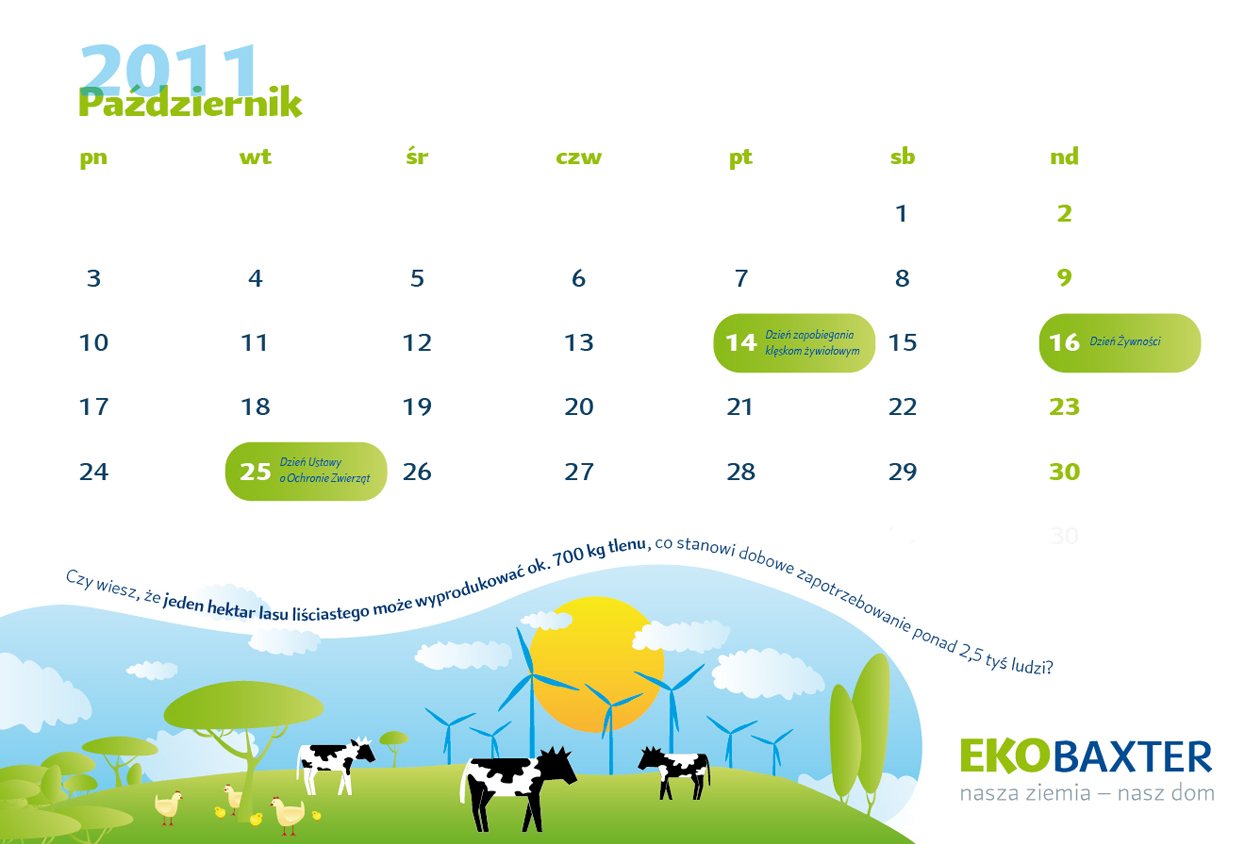 2011
Październik
pn wt śr czw pt sb nd
1 2
3 4 5 6 7 8 9
10 11 12 13 14 Dzień zapobiegania klęskom żywiołowym 15 16 Dzień Żywności
17 18 19 20 21 22 23
24 25 Dzień Ustawy o Ochronie Zwierząt 26 27 28 29 30
30
Czy wiesz, że jeden hektar lasu liściastego może wyprodukować ok. 700 kg tlenu, co stanowi dobowe zapotrzebowanie ponad 2,5 tyś ludzi?
EKOBAXTER
nasza ziemia – nasz dom